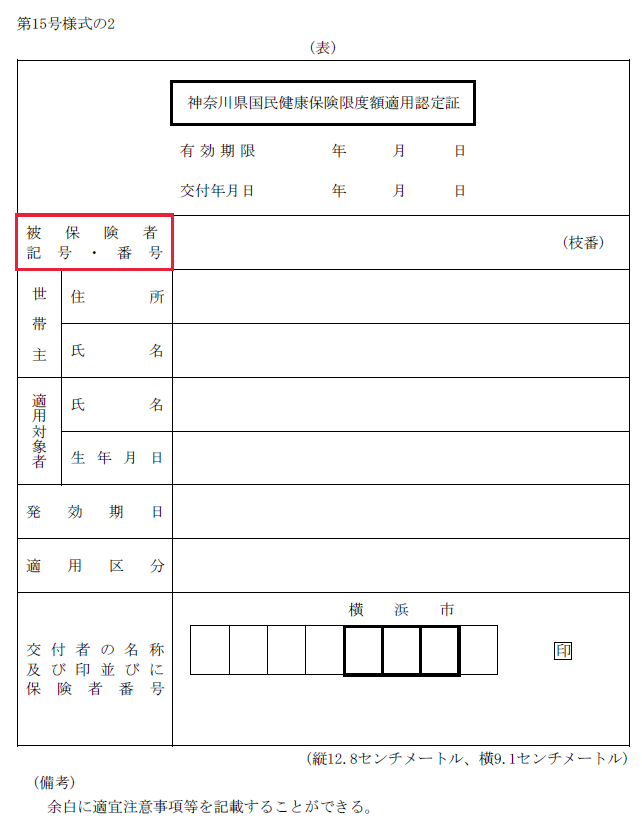 第15号様式の2
（表）
神奈川県国民健康保険限度額適用認定証
有効期限　年　月　日
交付年月日　年　月　日
被保険者
記号・番号
（枝番）
世帯主
住所
氏名
適用対象者
氏名
生年月日
発効期日
適用区分
横浜市
交付者の名称
及び印並びに
保険者番号
印
（縦12.8センチメートル、横9.1センチメートル）
（備考）
余白に適宜注意事項等を記載することができる。